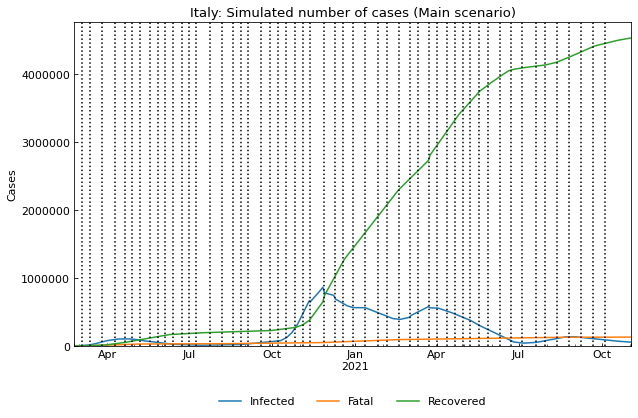 Italy: Simulated number of cases (Main scenario)
Cases
4000000
3000000
2000000
1000000
0
Apr Jul Oct Jan Apr Jul Oct
2021
Infected Fatal Recovered